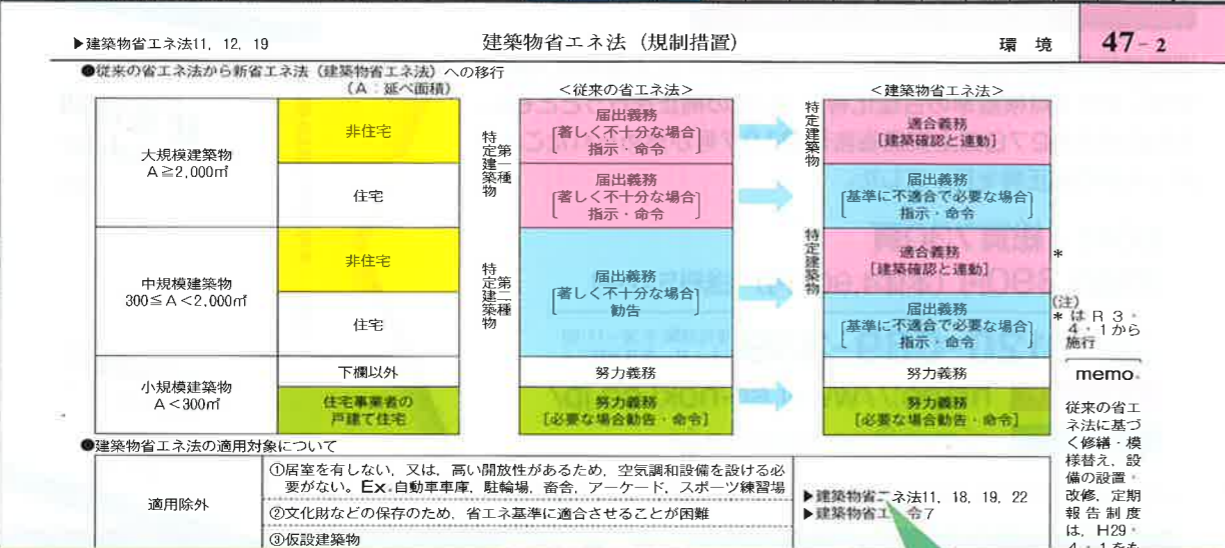 ▶建築物省エネ法11, 12, 19
建築物省エネ法（規制措置）
環 境
47-2
●従来の省エネ法から新省エネ法（建築物省エネ法）への移行
（A：延べ面積）
＜従来の省エネ法＞
＜建築物省エネ法＞
大規模建築物
A≧2,000㎡
非住宅
住宅
特定建築物
第一種
届出義務
著しく不十分な場合
指示・命令
届出義務
著しく不十分な場合
指示・命令
特定建築物
適合義務
［建築確認と連動］
届出義務
基準に不適合で必要な場合
指示・命令
中規模建築物
300≦A＜2,000㎡
非住宅
住宅
特定建築物
第二種
届出義務
著しく不十分な場合
勧告
特定建築物
適合義務
［建築確認と連動］
*
届出義務
基準に不適合で必要な場合
指示・命令
(注)
*はR3・
4・1から
施行
小規模建築物
A＜300㎡
下欄以外
努力義務
努力義務
住宅事業者の
戸建て住宅
努力義務
［必要な場合勧告・命令］
努力義務
［必要な場合勧告・命令］
memo.
従来の省エ
ネ法に基づ
く修繕・模
様替え，設
備の設置・
改修，定期
報告制度
は，H29・
4・1をも
●建築物省エネ法の適用対象について
適用除外
①居室を有しない，又は，高い開放性があるため，空気調和設備を設ける必
要がない。Ex.自動車車庫，駐輪場，畜舎，アーケード，スポーツ練習場
②文化財などの保存のため，省エネ基準に適合させることが困難
③仮設建築物
▶建築物省エネ法11, 18, 19, 22
▶建築物省エ 令7